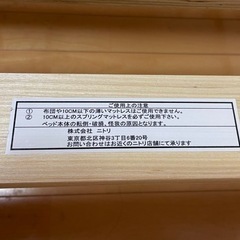 ご使用上の注意
① 布団や10CM以下の薄いマットレスはご使用できません。
② 10CM以上のスプリングマットレスを必ずご使用下さい。
ベッド本体の転倒・破損、怪我の原因となります。
株式会社 ニトリ
東京都北区神谷3丁目6番20号
お問い合わせはお近くのニトリ店舗にて承ります